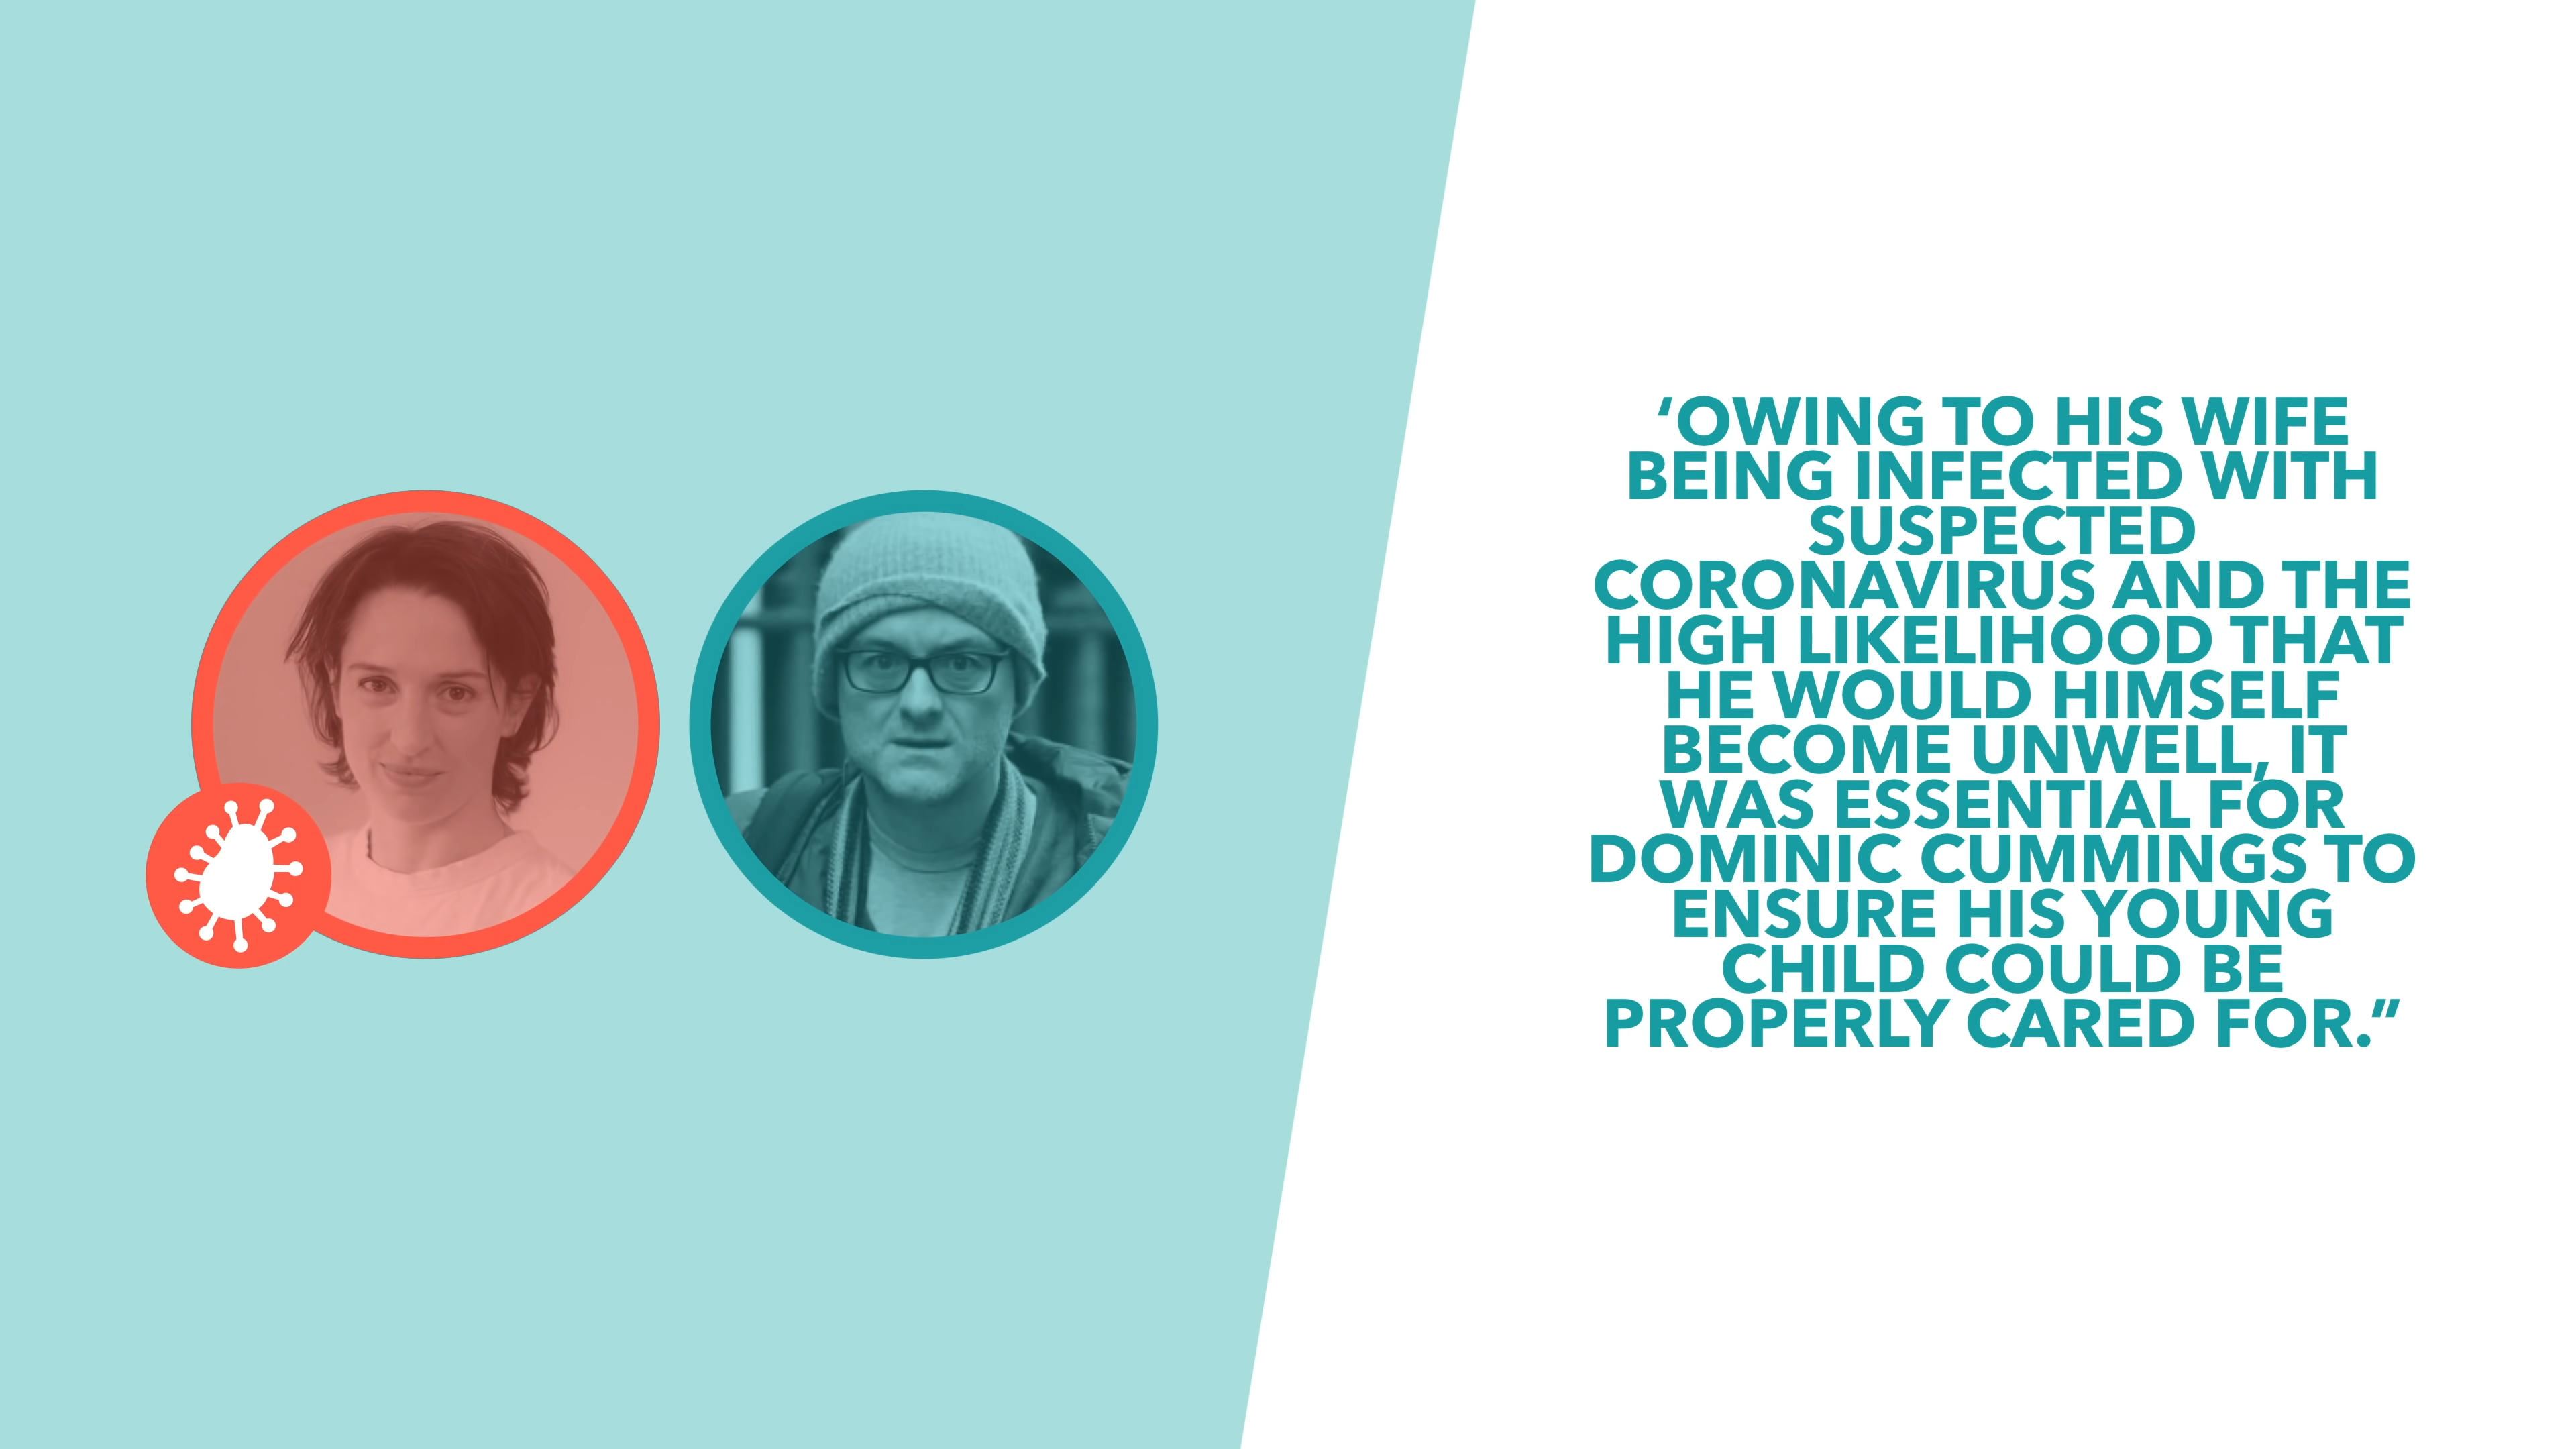 ‘OWING TO HIS WIFE
BEING INFECTED WITH
SUSPECTED
CORONAVIRUS AND THE
HIGH LIKELIHOOD THAT
HE WOULD HIMSELF
BECOME UNWELL, IT
WAS ESSENTIAL FOR
DOMINIC CUMMINGS TO
ENSURE HIS YOUNG
CHILD COULD BE
PROPERLY CARED FOR.”